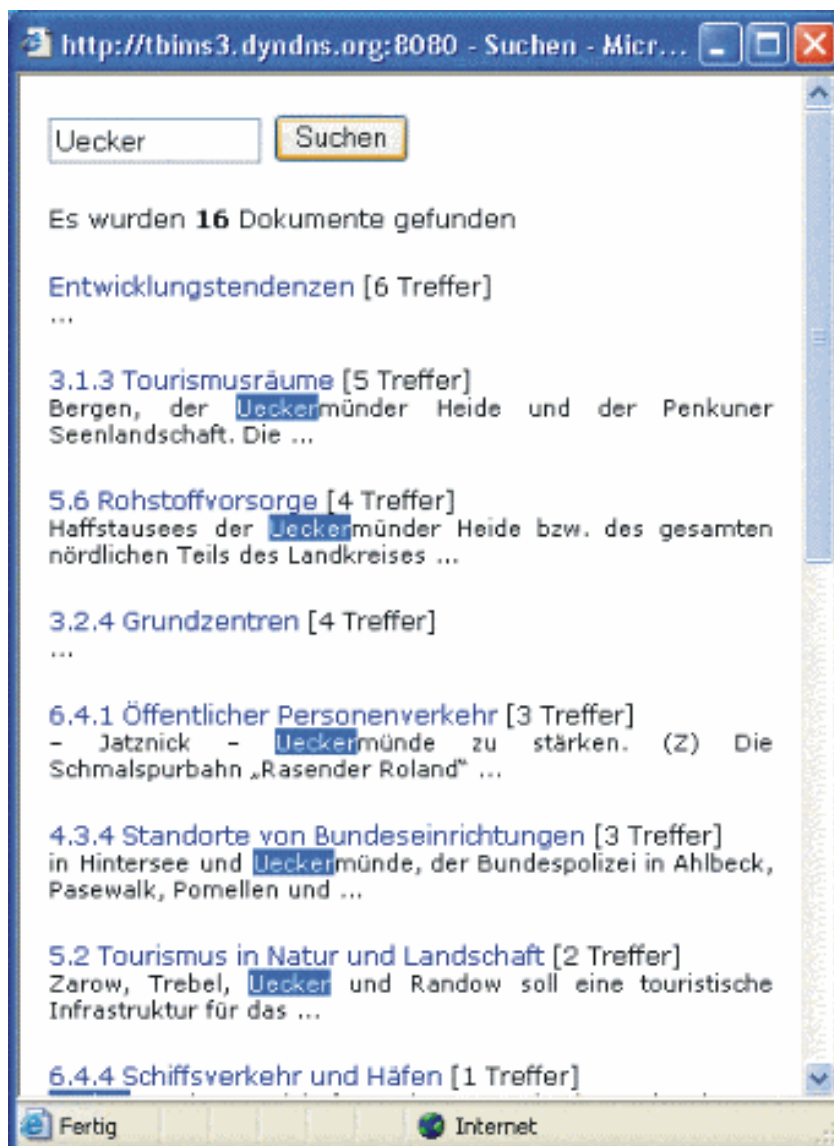 http://tbims3.dyndns.org:8080 - Suchen - Micr...
Uecker Suchen
Es wurden 16 Dokumente gefunden
Entwicklungstendenzen [6 Treffer]
...
3.1.3 Tourismusräume [5 Treffer]
Bergen, der Ueckermünder Heide und der Penkuner
Seenlandschaft. Die ...
5.6 Rohstoffvorsorge [4 Treffer]
Haffstausees der Ueckermünder Heide bzw. des gesamten
nördlichen Teils des Landkreises ...
3.2.4 Grundzentren [4 Treffer]
...
6.4.1 Öffentlicher Personenverkehr [3 Treffer]
– Jatznick – Ueckermünde zu stärken. (Z) Die
Schmalspurbahn „Rasender Roland“ ...
4.3.4 Standorte von Bundeseinrichtungen [3 Treffer]
in Hintersee und Ueckermünde, der Bundespolizei in Ahlbeck,
Pasewalk, Pomellen und ...
5.2 Tourismus in Natur und Landschaft [2 Treffer]
Zarow, Trebel, Uecker und Randow soll eine touristische
Infrastruktur für das ...
6.4.4 Schiffsverkehr und Häfen [1 Treffer]
Fertig Internet